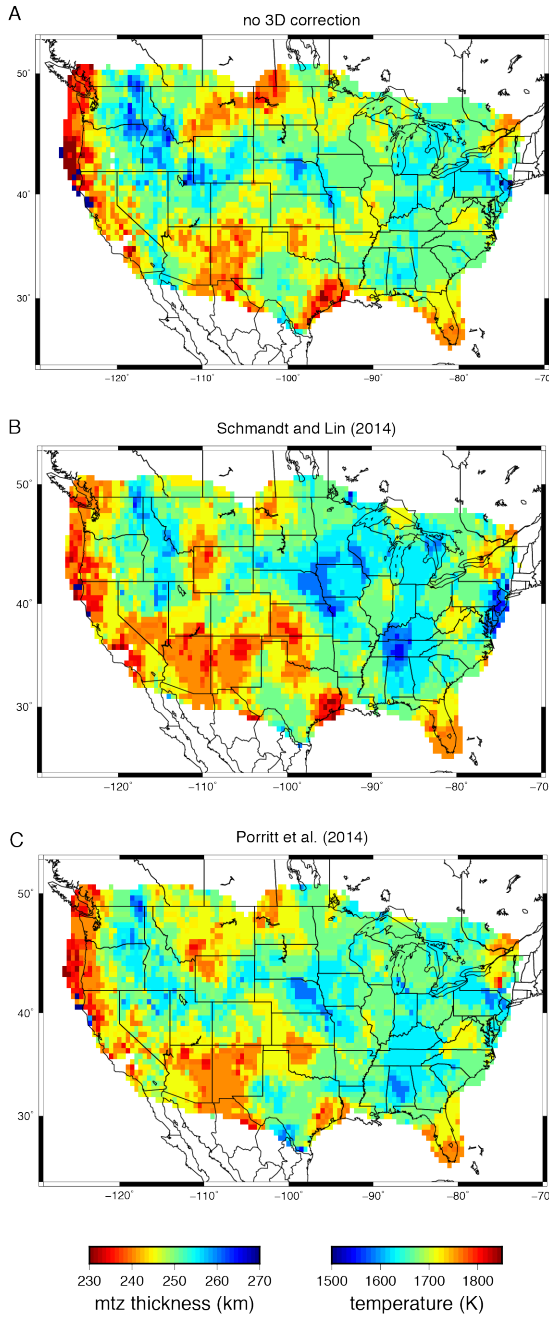 A
no 3D correction
50°
40°
30°
−120° −110° −100° −90° −80° −70
B
Schmandt and Lin (2014)
50°
40°
30°
−120° −110° −100° −90° −80° −70
C
Porritt et al. (2014)
50°
40°
30°
−120° −110° −100° −90° −80° −70
230 240 250 260 270
mtz thickness (km)
1500 1600 1700 1800
temperature (K)